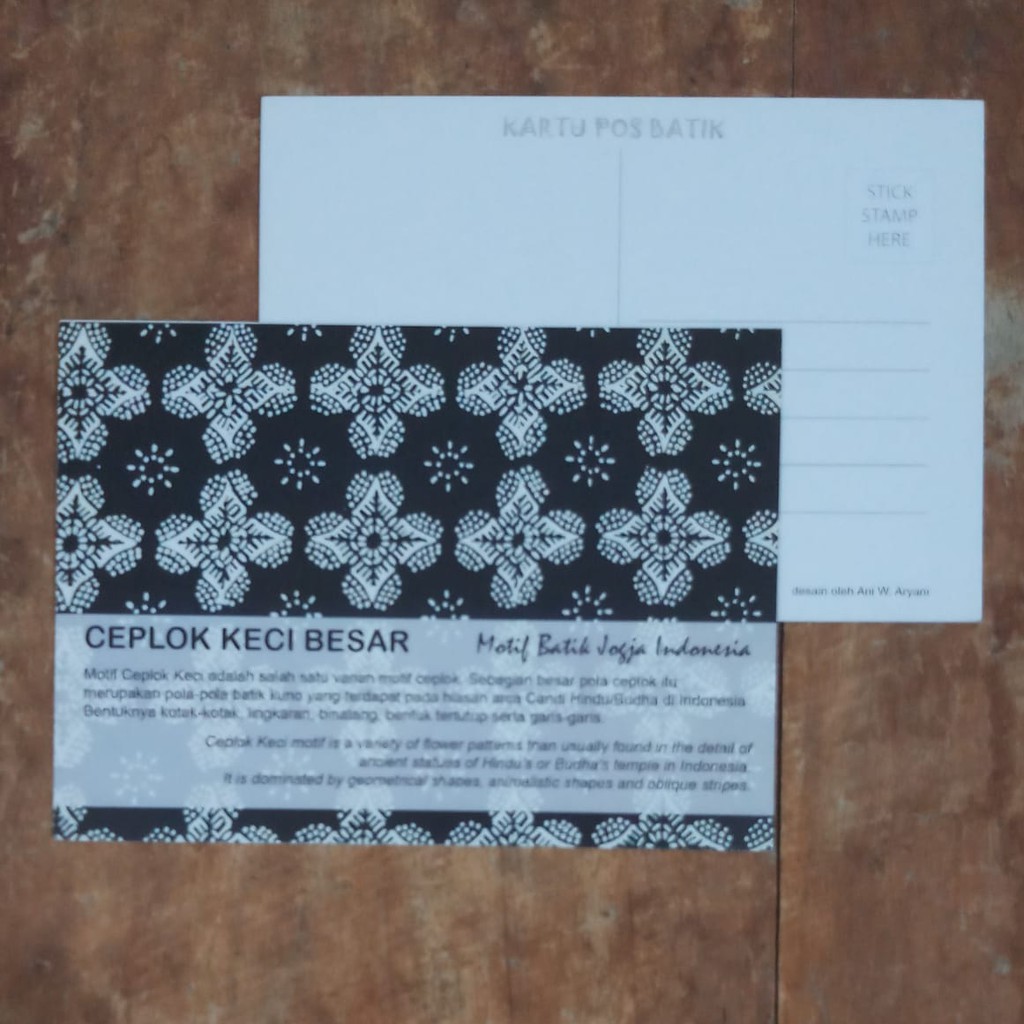 KARTU POS BATIK
STICK
STAMP
HERE
desain oleh Ani W. Aryani
CEPLOK KECI BESAR
Motif Batik Jogja Indonesia
Motif Ceplok Keci adalah salah satu varian motif ceplok. Sebagian besar pola ceplok itu
merupakan pola-pola batik kuno yang terdapat pada hiasan arca Candi Hindu/Budha di Indonesia.
Bentuknya kotak-kotak, lingkaran, binatang, bentuk tertutup serta garis-garis.
Ceplok Keci motif is a variety of flower patterns than usually found in the detail of
ancient statues of Hindu's or Budha's temple in Indonesia.
It is dominated by geometrical shapes, animalistic shapes and oblique stripes.